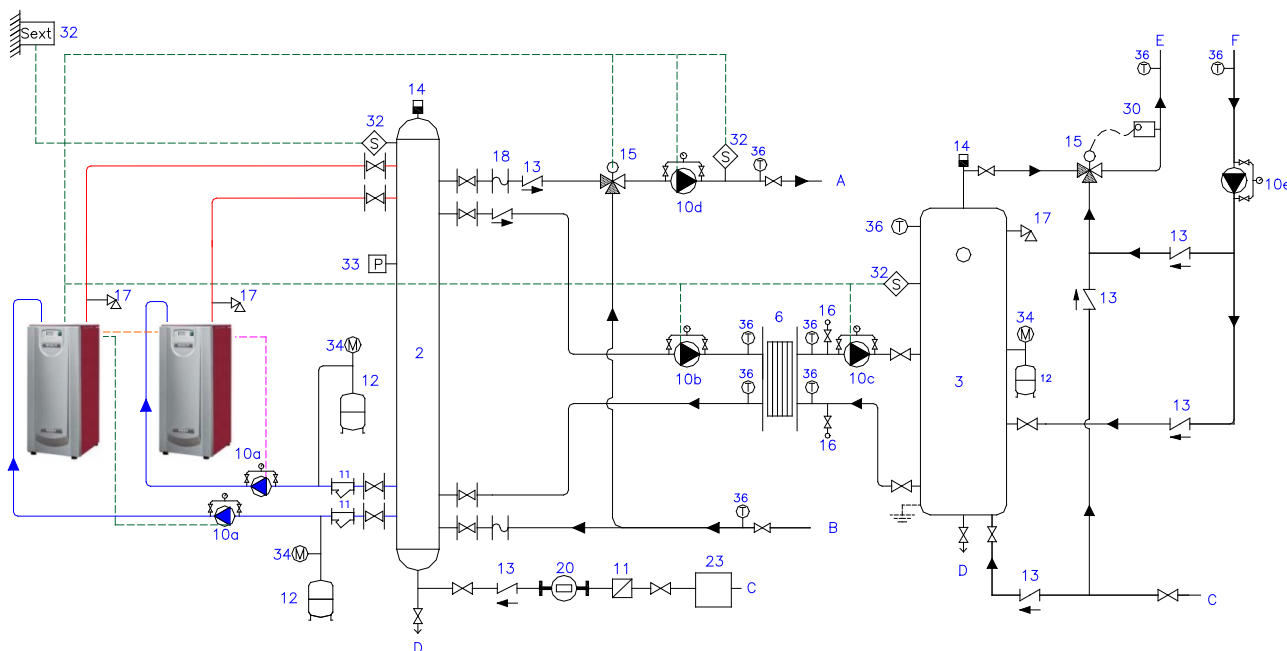 Sext 32
E F
36 36
14 30
32 15 14 15
S 32 18 13 36 S 10e
A
10d
36 T 17 13
33 P 32 S
17 17 6 13
34 M 36 16 36 34 M
2
12 10b 36 36 10c 3 12
13
16
10a
11
36
11
10a B
34 M
13 20 11 23 D 13
12 C C
D